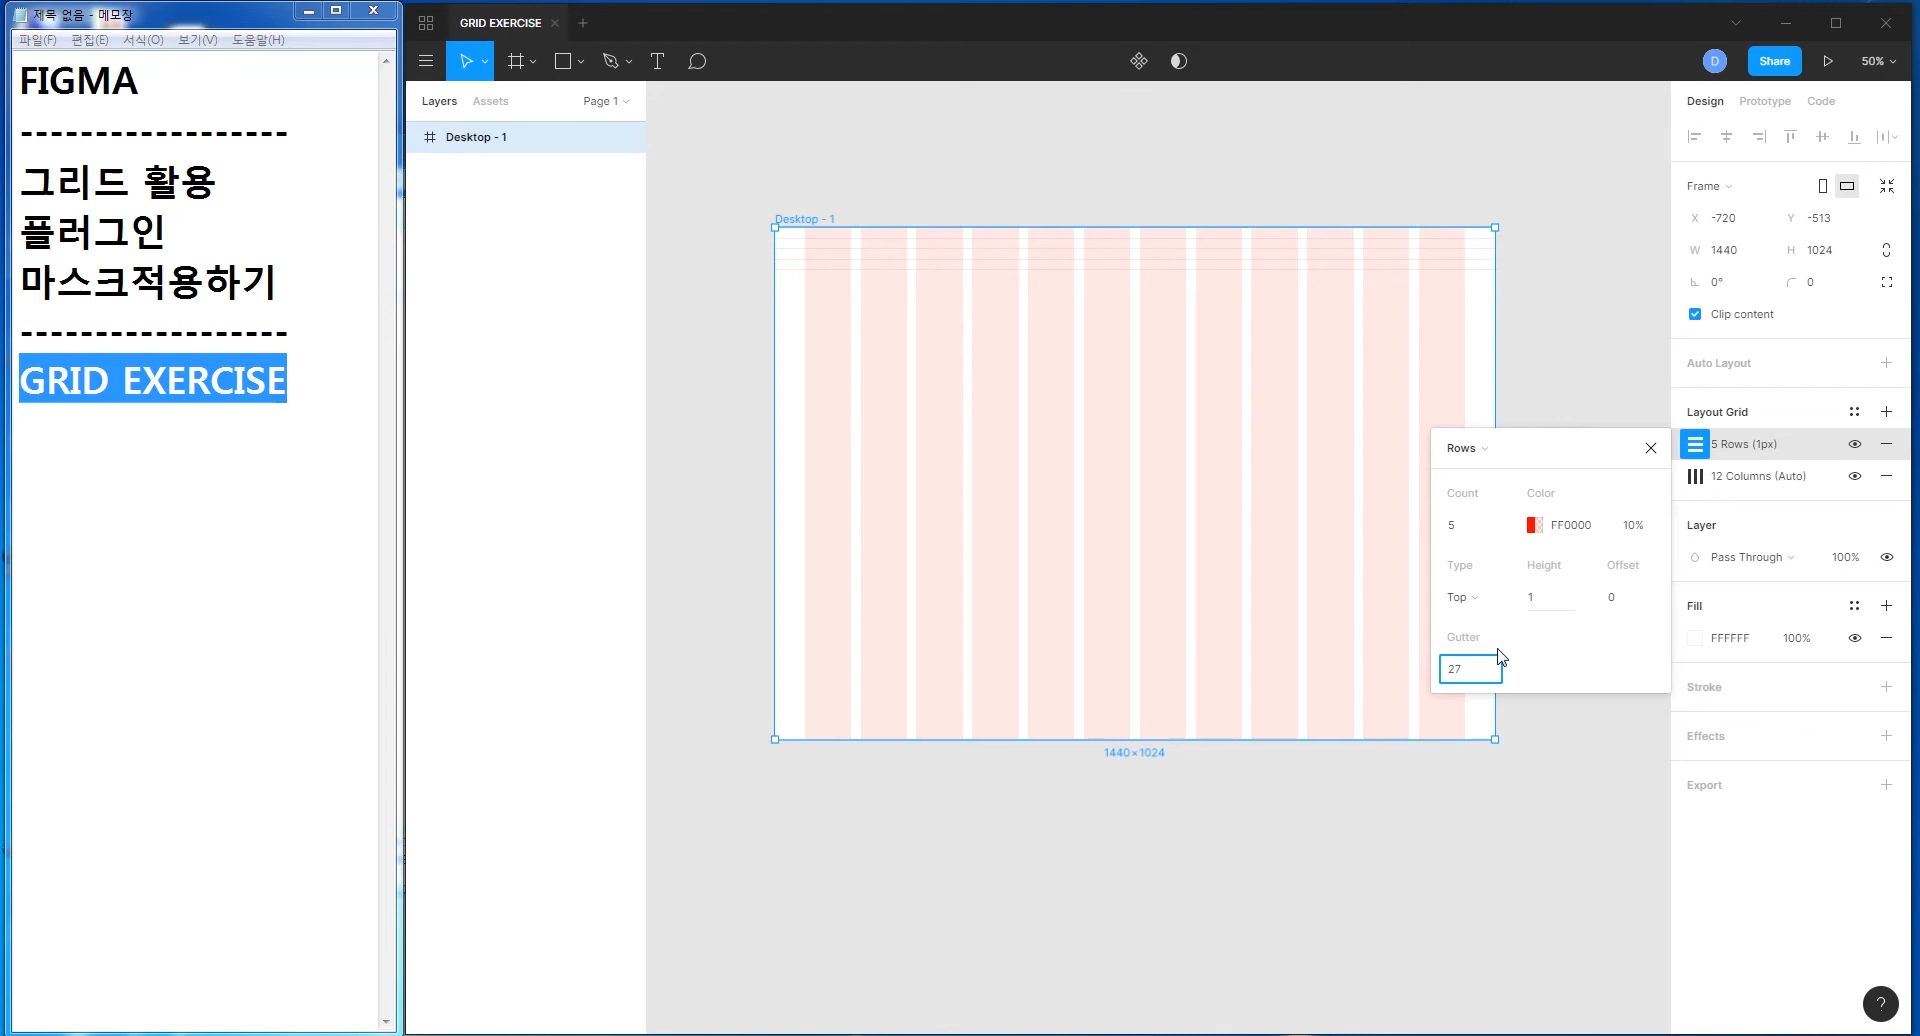 제목 없음 - 메모장
파일(F) 편집(E) 서식(O) 보기(V) 도움말(H)
FIGMA
------------------
그리드 활용
플러그인
마스크적용하기
------------------
GRID EXERCISE
GRID EXERCISE
D
Share
50%
Layers Assets Page 1
Desktop - 1
Desktop - 1
1440×1024
Rows
Count Color
5 FF0000 10%
Type Height Offset
Top 1 0
Gutter
27
Design Prototype Code
Frame
X -720 Y -513
W 1440 H 1024
0° 0
Clip content
Auto Layout
Layout Grid
5 Rows (1px)
12 Columns (Auto)
Layer
Pass Through 100%
Fill
FFFFFF 100%
Stroke
Effects
Export
?